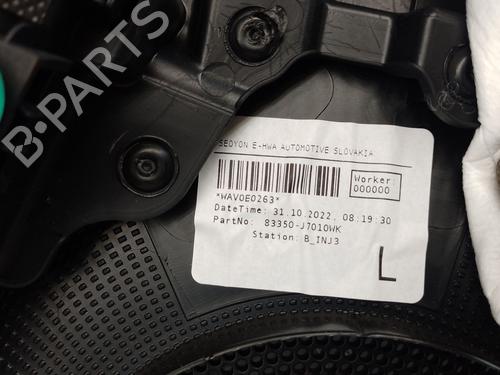 B-PARTS
SEOYON E-HWA AUTOMOTIVE SLOVAKIA
Worker:
000000
*WAV0E0263*
DateTime: 31.10.2022, 08:19:30
PartNo: 83350-J7010WK
Station: B_INJ3
L